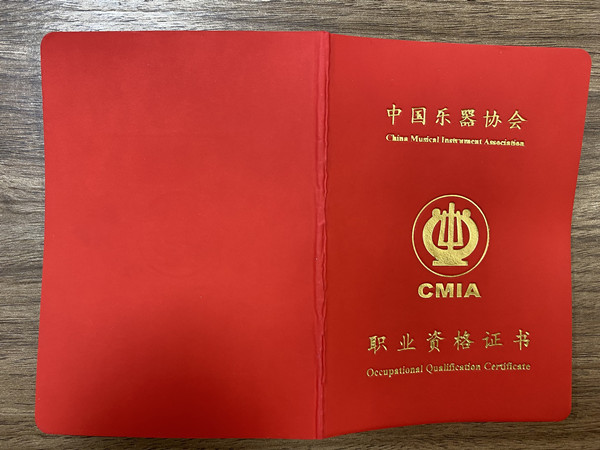 中国乐器协会
China Musical Instrument Association
CMIA
职业资格证书
Occupational Qualification Certificate